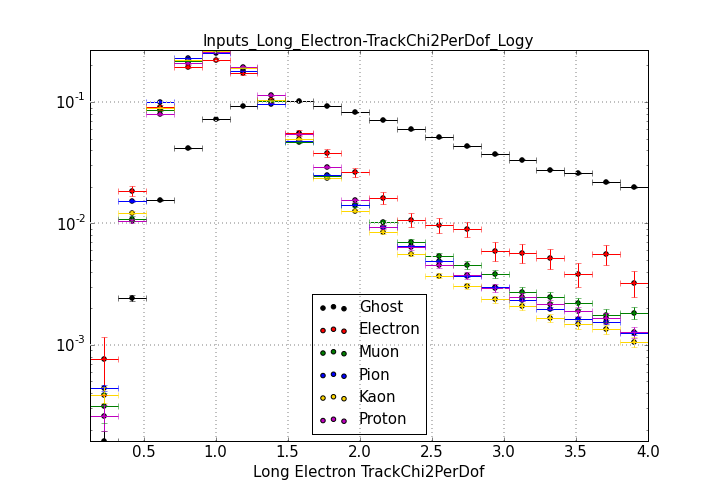 Inputs_Long_Electron-TrackChi2PerDof_Logy
10^-1
10^-2
10^-3
Ghost
Electron
Muon
Pion
Kaon
Proton
0.5 1.0 1.5 2.0 2.5 3.0 3.5 4.0
Long Electron TrackChi2PerDof